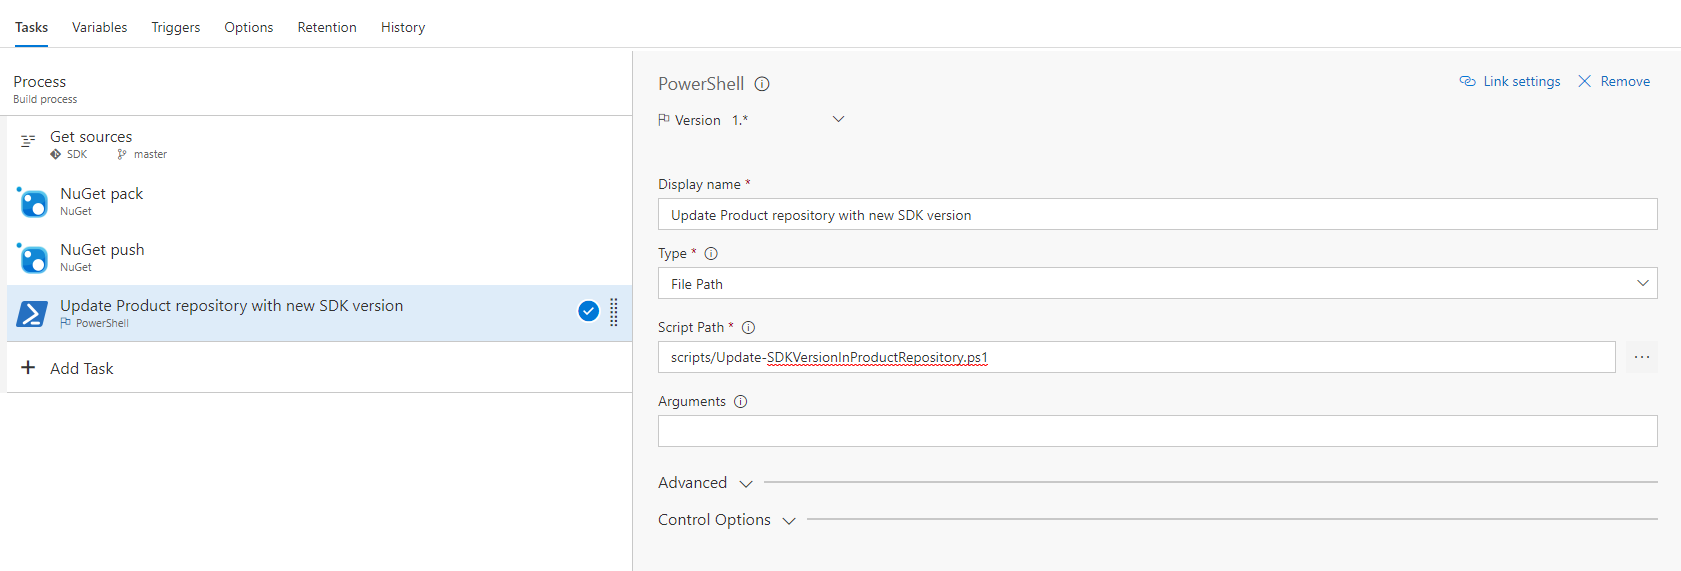 Tasks Variables Triggers Options Retention History
Process
Build process
Get sources
SDK master
NuGet pack
NuGet
NuGet push
NuGet
Update Product repository with new SDK version
PowerShell
Add Task
PowerShell
Link settings Remove
Version 1.*
Display name *
Update Product repository with new SDK version
Type *
File Path
Script Path *
scripts/Update-SDKVersionInProductRepository.ps1
...
Arguments
Advanced
Control Options